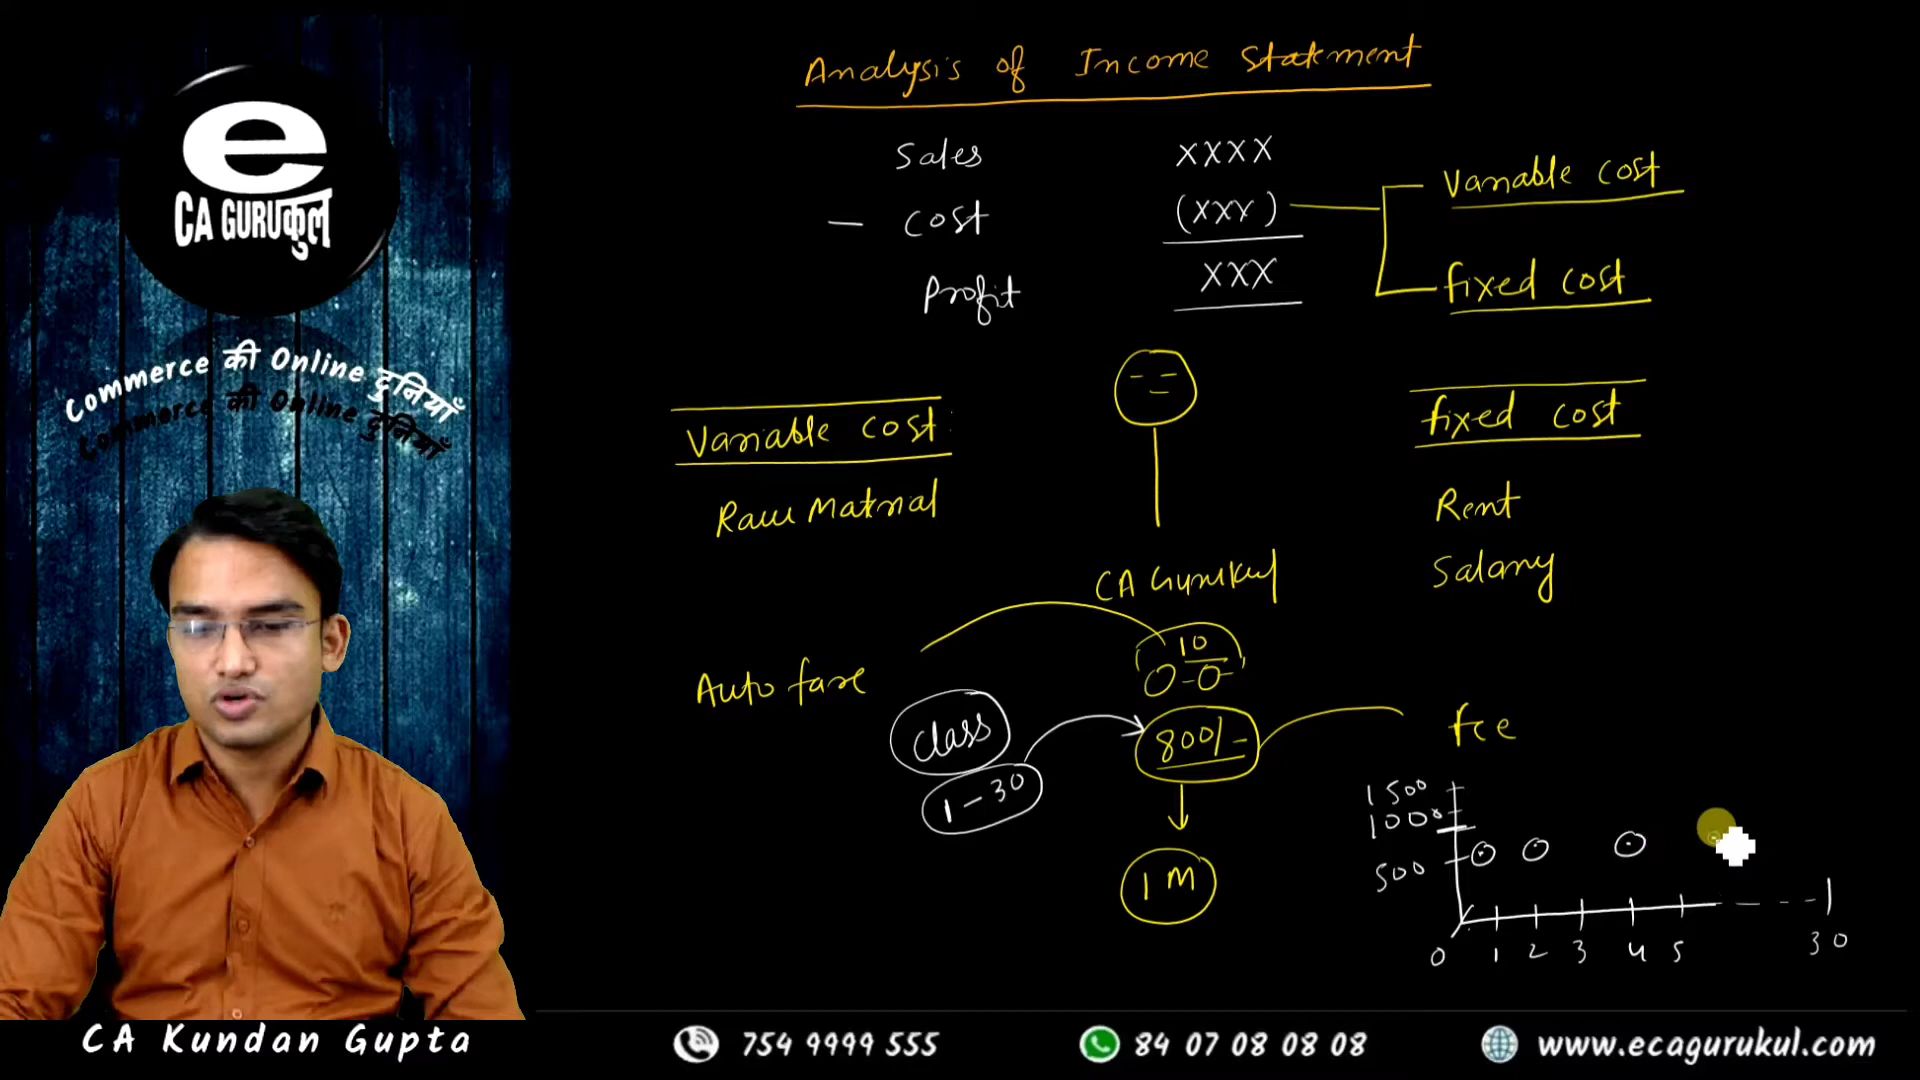 Analysis of Income Statement
Sales XXXX
— Cost (XXX)
Profit XXX
Variable cost
fixed cost
e
CA GURUकुल
Commerce की Online दुनियाँ
Variable cost
Raw Material
Auto fare
CA Gurukul
10
0-0
class
1-30
800/-
1 M
fixed cost
Rent
Salary
fee
1500
1000
500
0 1 2 3 4 5 30
CA Kundan Gupta
754 9999 555
84 07 08 08 08
www.ecagurukul.com